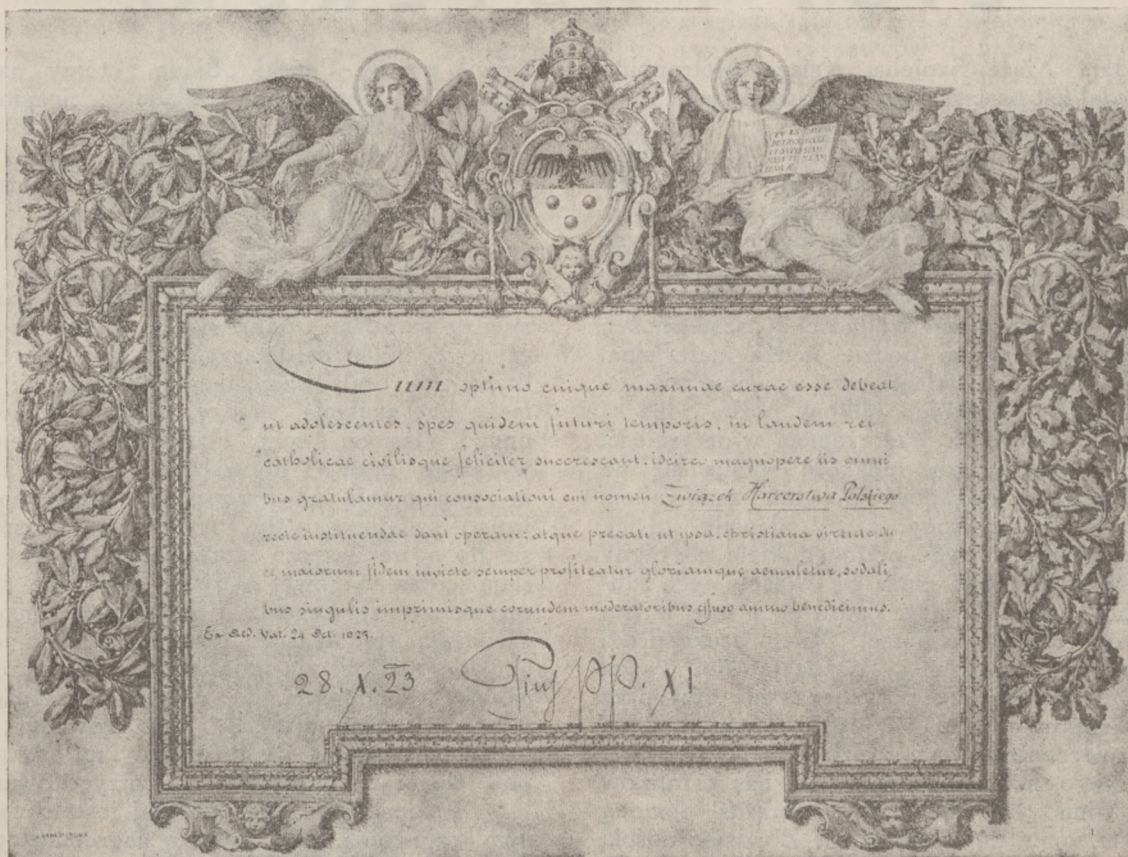 TU ES
Cum optimo cuique maximae curae esse debeat
ut adolescentes, spes quidem futuri temporis, in laudem rei
catholicae civilisque feliciter succrescant; idcirco magnopere iis omni
bus gratulamur qui consociationi cui nomen Związek Harcerstwa Polskiego
recte instituendae dant operam: atque precati ut ipsa, christiana virtute du
ce, maiorum fidem invicte semper profiteatur gloriamque aemuletur, sodali,
bus singulis imprimisque eorundem moderatoribus effuso animo benedicimus.
Ex Aed. Vat. 24 Oct. 1923.
28. X. 23 Pius PP. XI